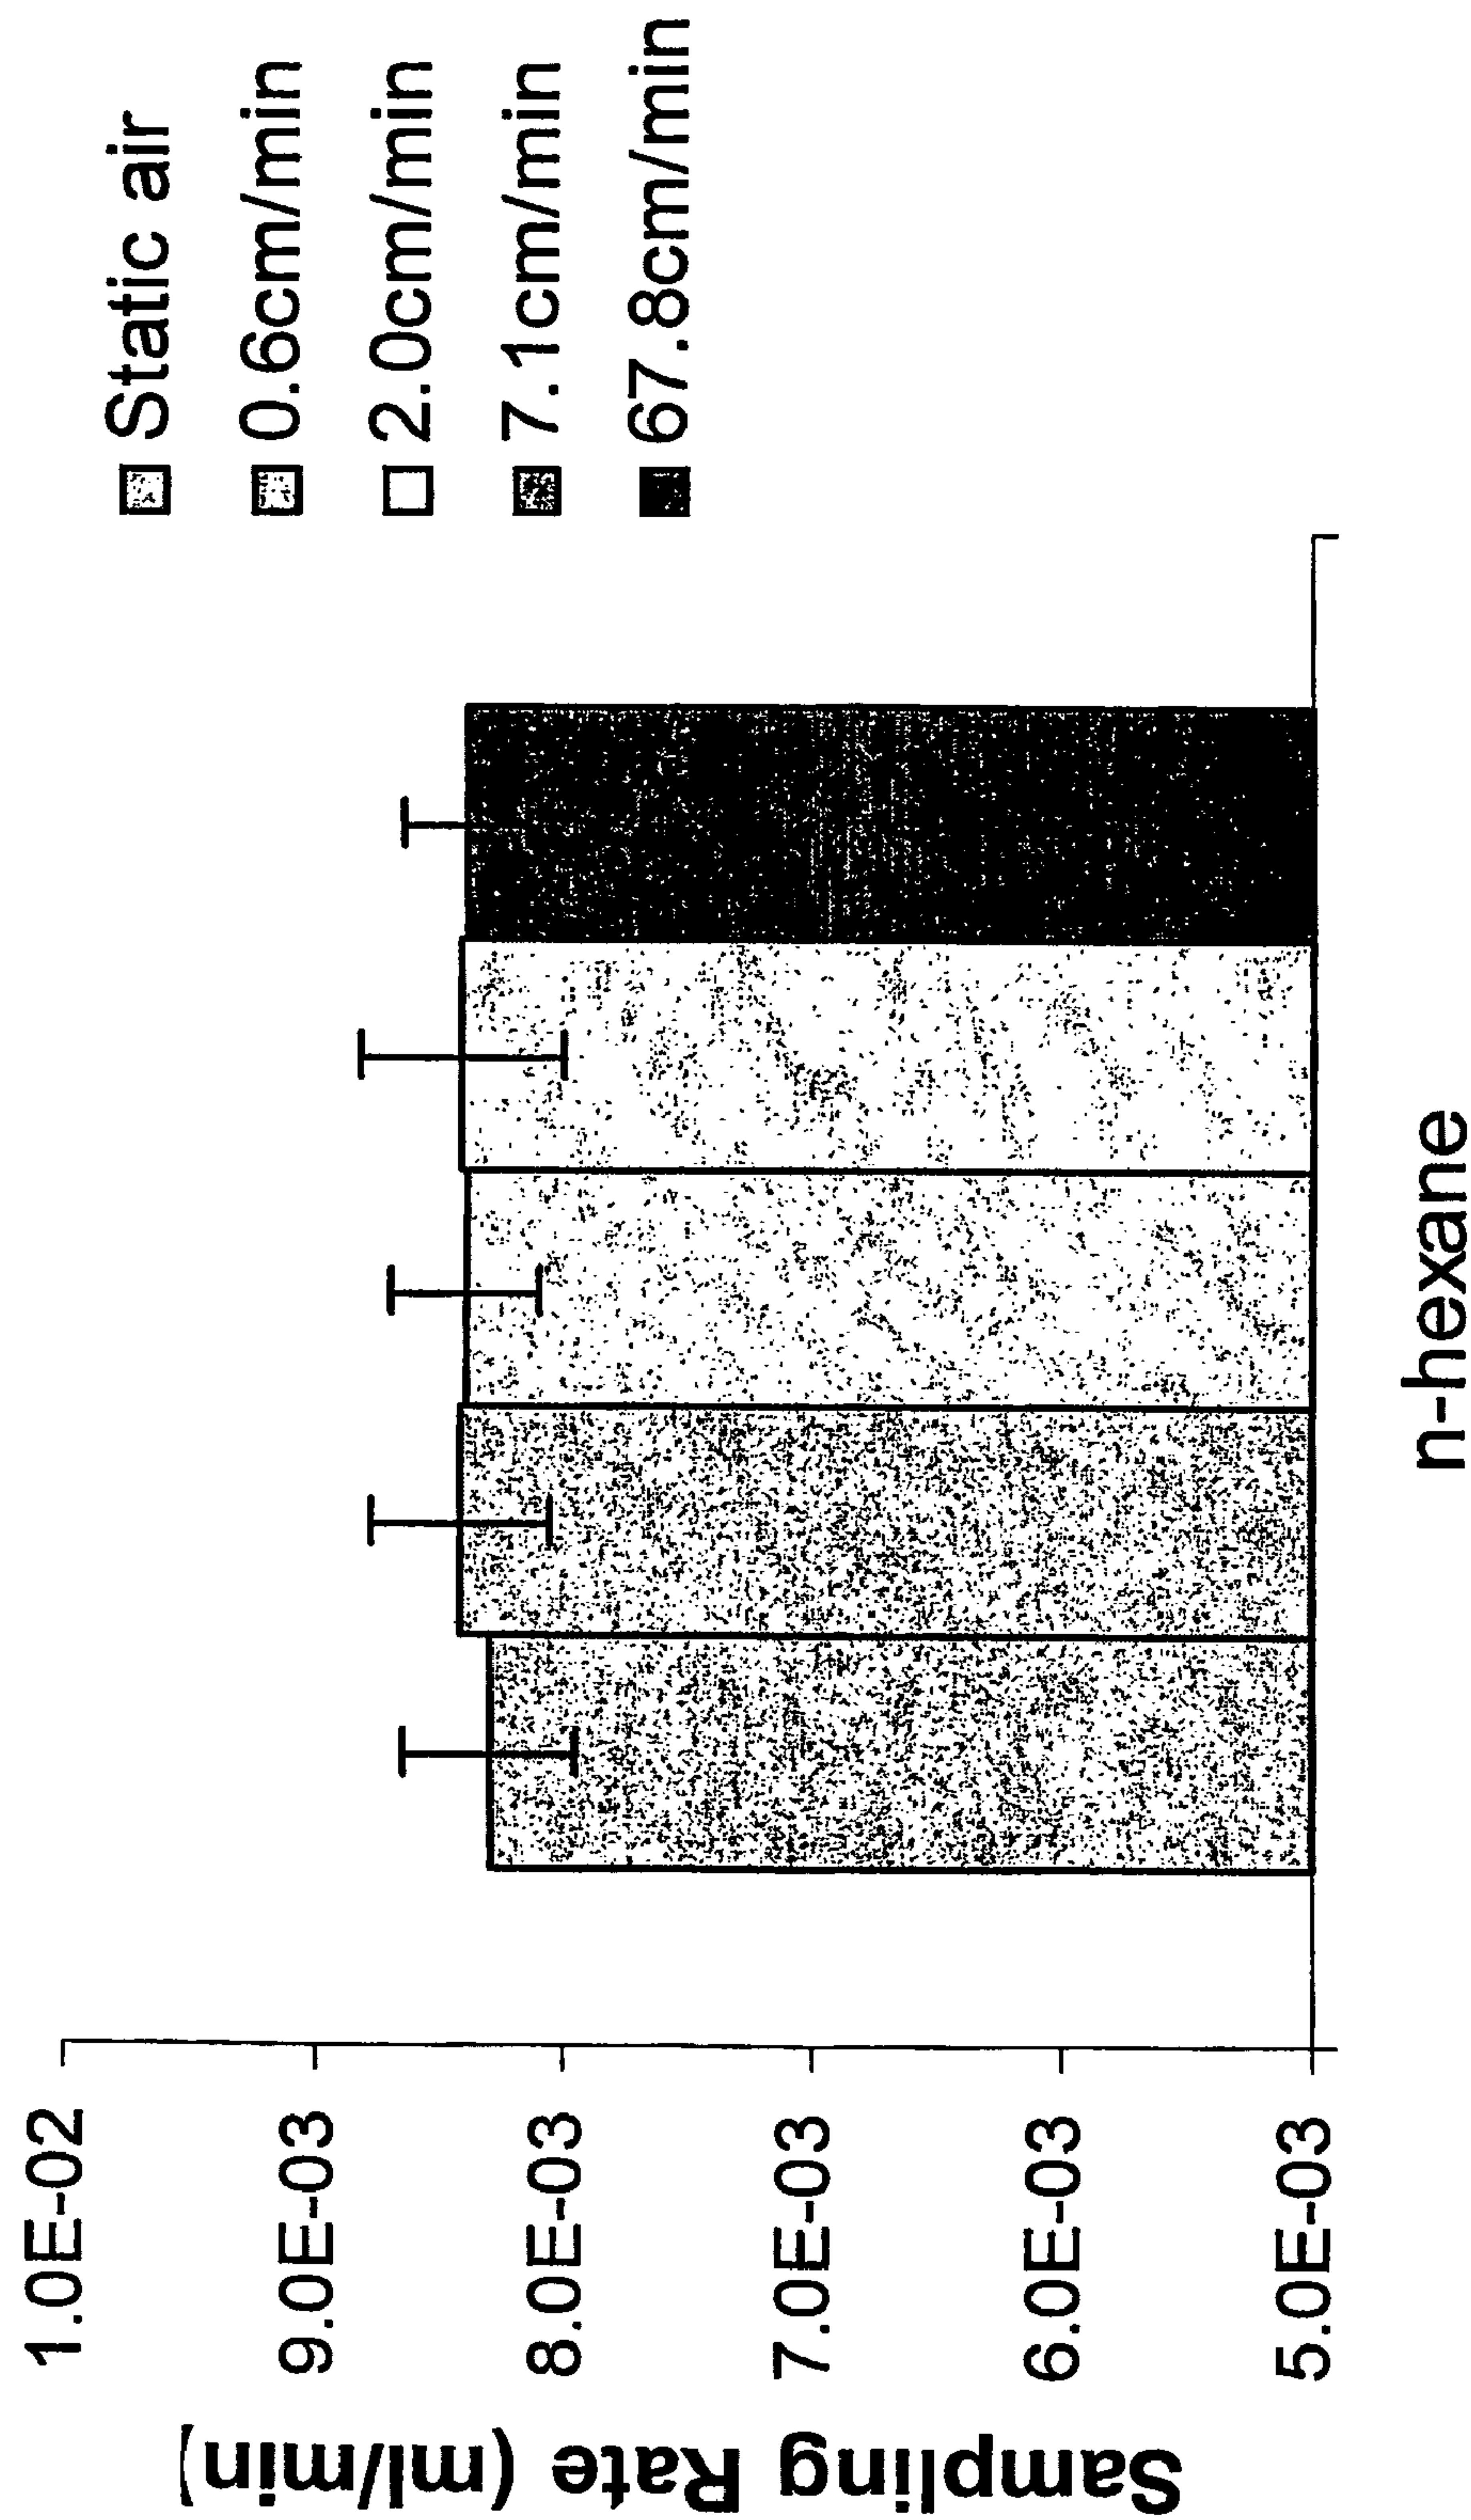 Sampling Rate (ml/min)
1.0E-02
9.0E-03
8.0E-03
7.0E-03
6.0E-03
5.0E-03
n-hexane
Static air
0.6cm/min
2.0cm/min
7.1cm/min
67.8cm/min